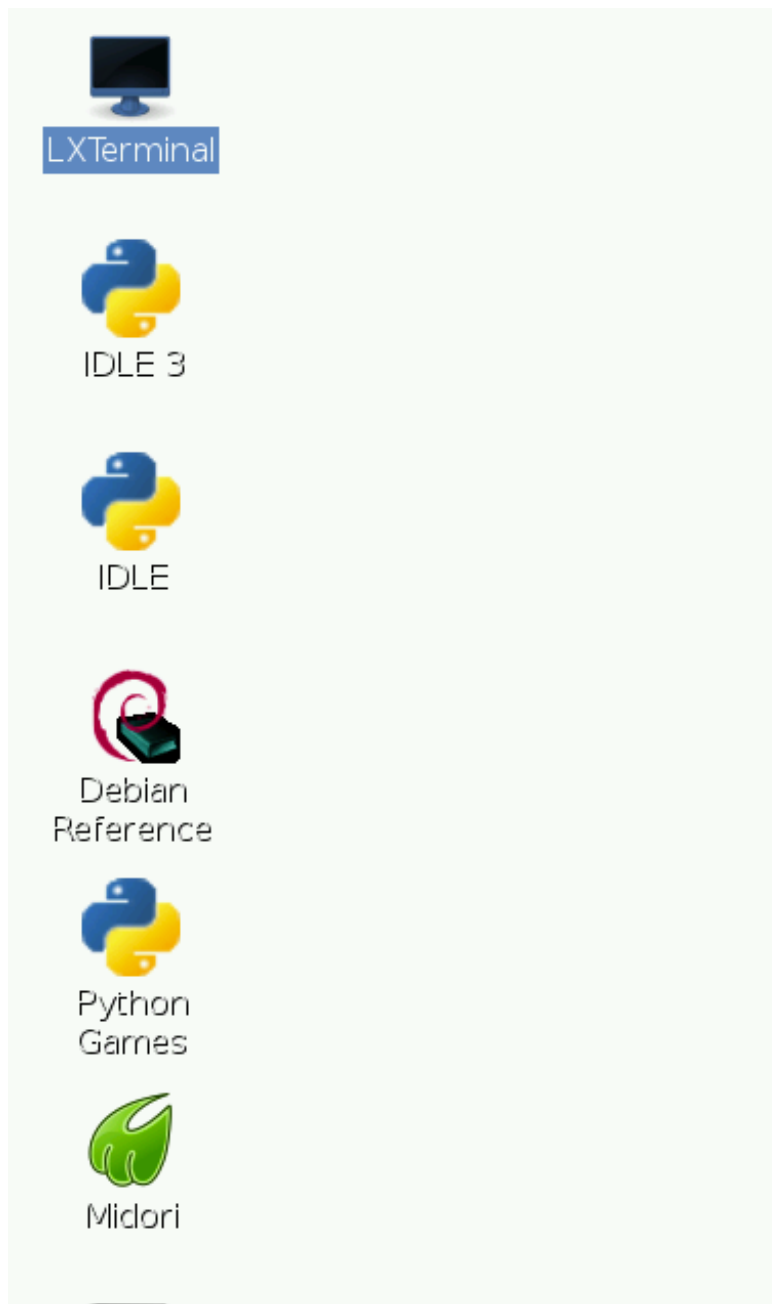 LXTerminal
IDLE 3
IDLE
Debian
Reference
Python
Games
Midori